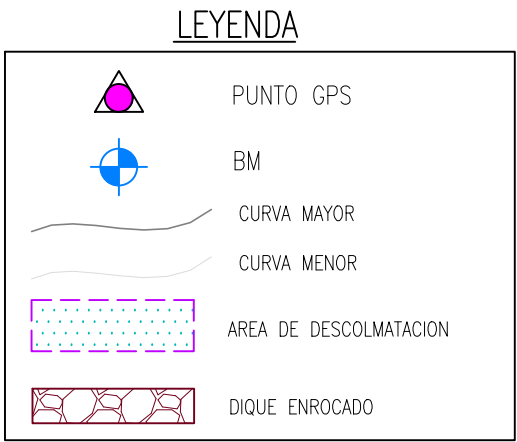 LEYENDA
PUNTO GPS
BM
CURVA MAYOR
CURVA MENOR
AREA DE DESCOLMATACION
DIQUE ENROCADO